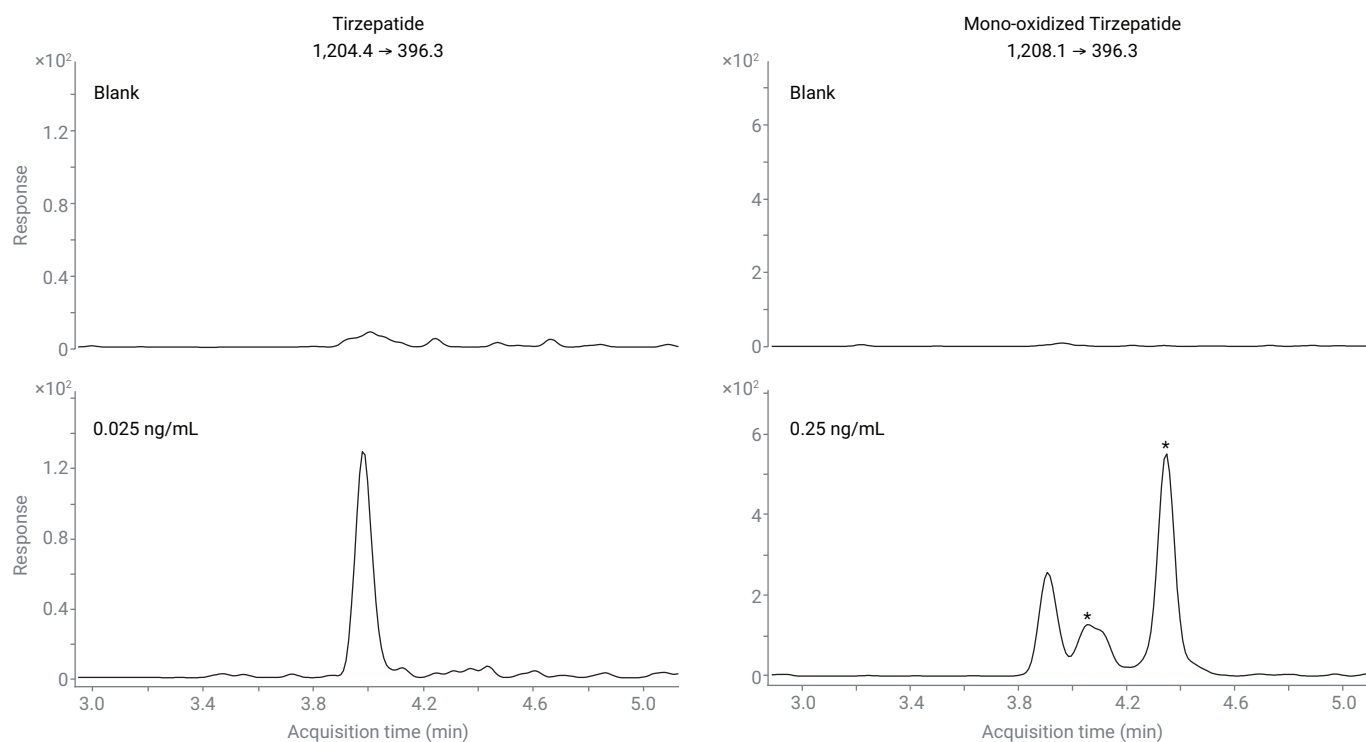 Tirzepatide
1,204.4 → 396.3
×10²
Blank
1.2
0.8
0.4
0
Response
Mono-oxidized Tirzepatide
1,208.1 → 396.3
×10²
Blank
6
4
2
0
×10²
0.025 ng/mL
1.2
0.8
0.4
0
Response
3.0 3.4 3.8 4.2 4.6 5.0
Acquisition time (min)
×10²
0.25 ng/mL
*
*
6
4
2
0
3.0 3.4 3.8 4.2 4.6 5.0
Acquisition time (min)